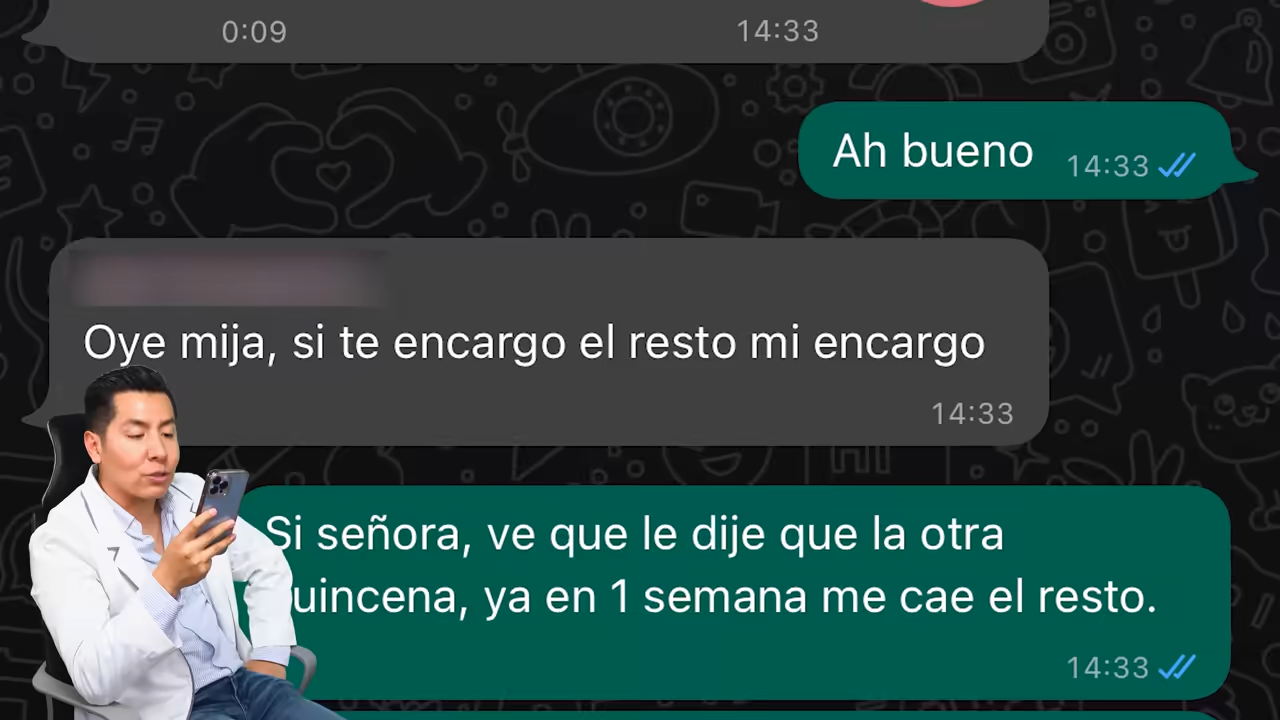 0:09 14:33
Ah bueno 14:33
Oye mija, si te encargo el resto mi encargo
14:33
Si señora, ve que le dije que la otra
uincena, ya en 1 semana me cae el resto.
14:33